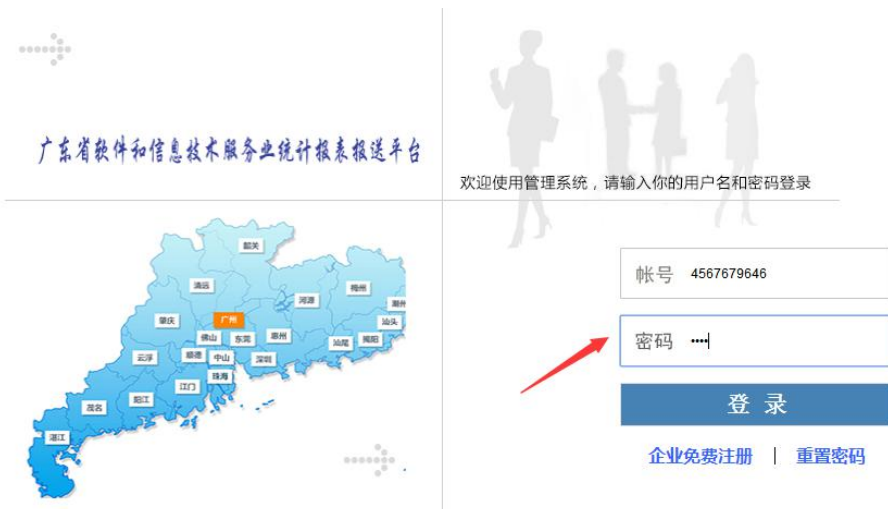 广东省软件和信息技术服务业统计报表报送平台
欢迎使用管理系统，请输入你的用户名和密码登录
韶关
清远
梅州
河源
潮州
肇庆
广州
汕头
佛山
东莞
惠州
揭阳
汕尾
云浮
顺德
中山
深圳
珠海
江门
阳江
茂名
湛江
帐号 4567679646
密码 ••••
登 录
企业免费注册 | 重置密码